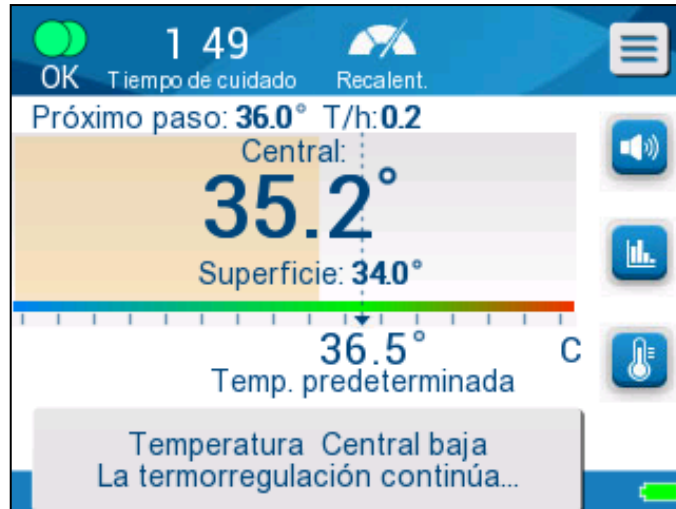 1 49
OK Tiempo de cuidado Recalent.
Próximo paso: 36.0° T/h:0.2
Central:
35.2°
Superficie: 34.0°
36.5° C
Temp. predeterminada
Temperatura Central baja
La termorregulación continúa...